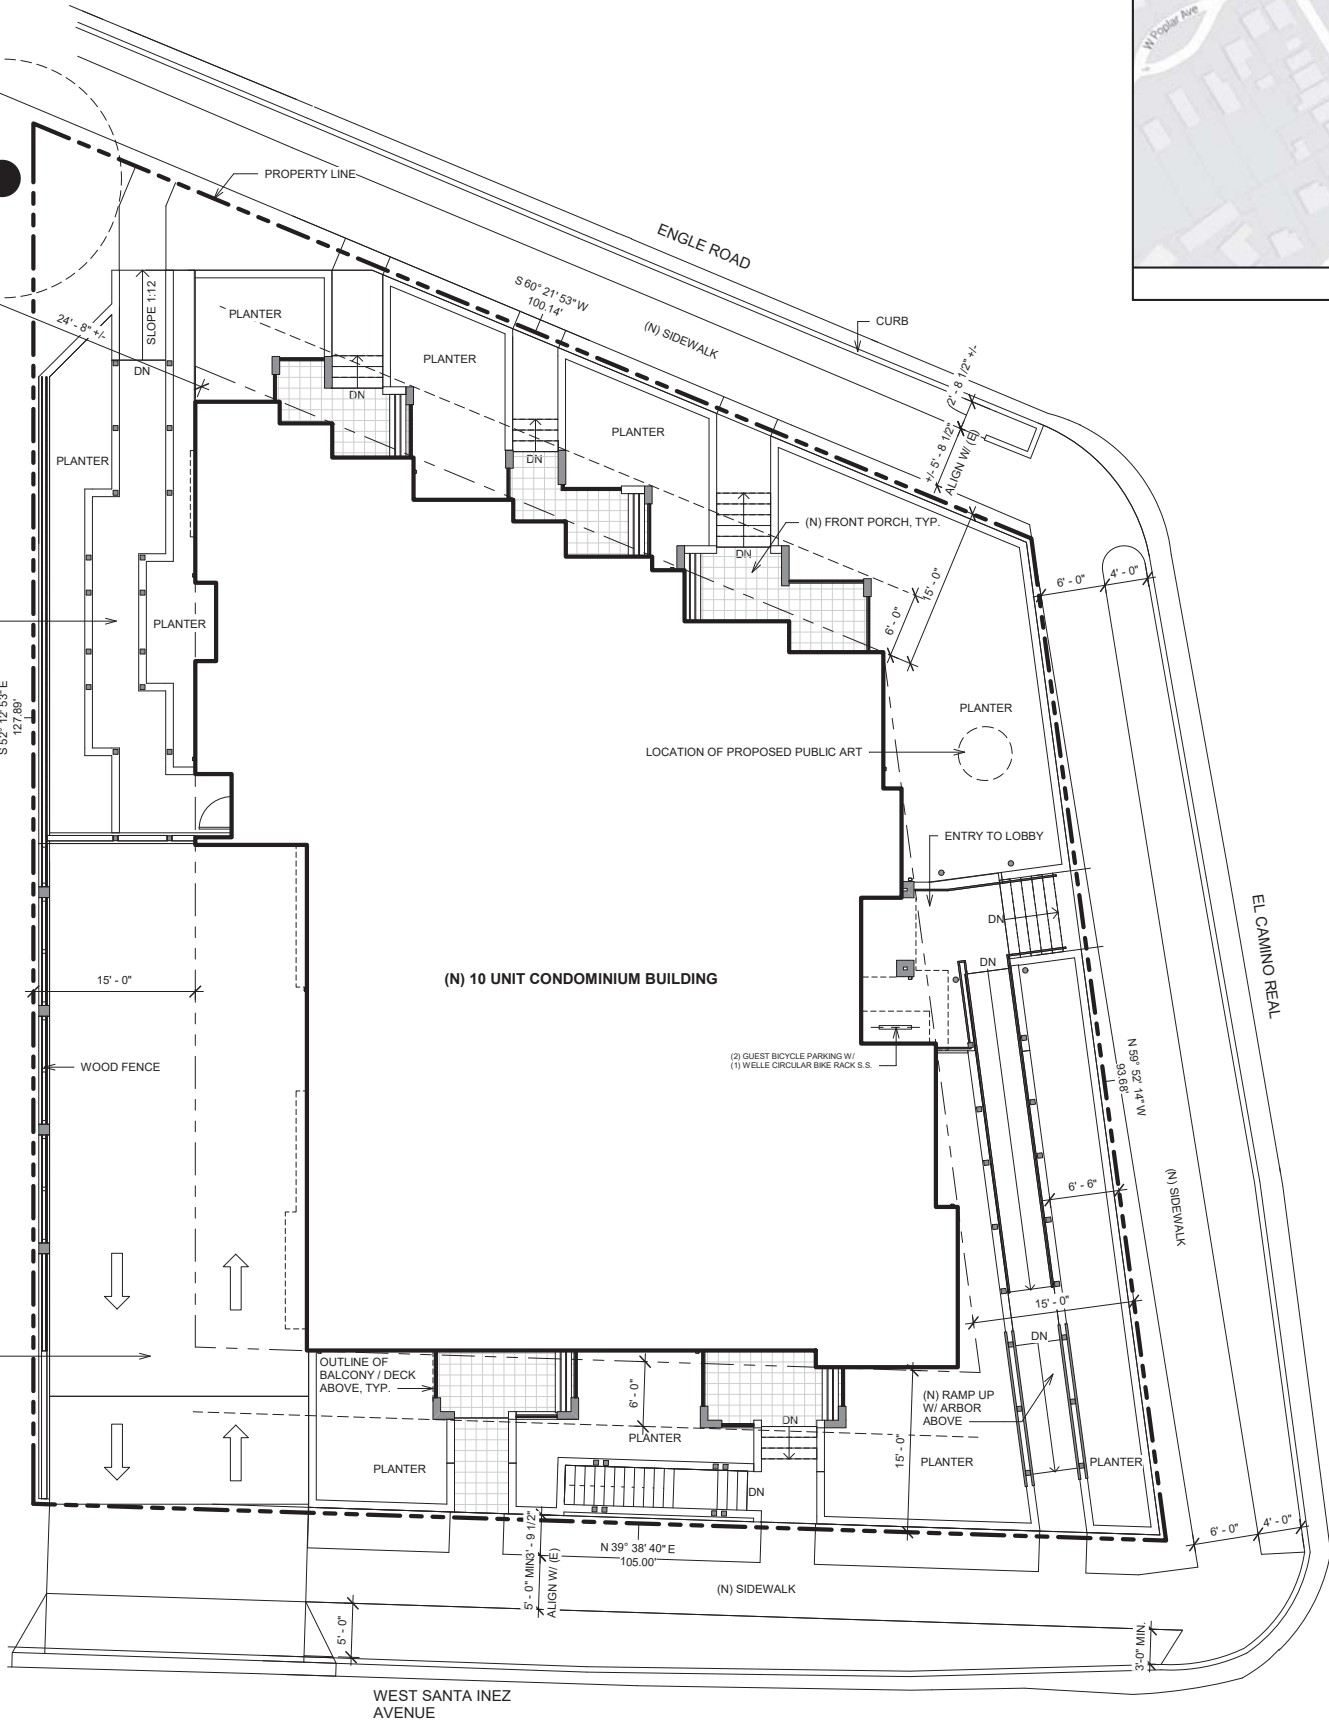 W Poplar Ave
PROPERTY LINE
ENGLE ROAD
S 60° 21' 53" W
100.14'
(N) SIDEWALK
CURB
2' - 8 1/2" +/-
+/- 5' - 8 1/2"
ALIGN W/ (E)
SLOPE 1:12
24' - 8" +/-
DN
PLANTER
DN
PLANTER
DN
PLANTER
(N) FRONT PORCH, TYP.
DN
PLANTER
PLANTER
6' - 0"
15' - 0"
6' - 0"
4' - 0"
S 52° 12' 53" E
127.89'
PLANTER
LOCATION OF PROPOSED PUBLIC ART
ENTRY TO LOBBY
DN
DN
EL CAMINO REAL
15' - 0"
(N) 10 UNIT CONDOMINIUM BUILDING
WOOD FENCE
(2) GUEST BICYCLE PARKING W/
(1) WELLE CIRCULAR BIKE RACK S.S.
N 59° 52' 14" W
93.68'
(N) SIDEWALK
6' - 6"
15' - 0"
DN
OUTLINE OF
BALCONY / DECK
ABOVE, TYP.
6' - 0"
(N) RAMP UP
W/ ARBOR
ABOVE
DN
PLANTER
PLANTER
15' - 0"
PLANTER
PLANTER
DN
6' - 0"
4' - 0"
3' - 9 1/2"
5' - 0" MIN.
ALIGN W/ (E)
N 39° 38' 40" E
105.00'
(N) SIDEWALK
5' - 0"
3'-0" MIN.
WEST SANTA INEZ
AVENUE